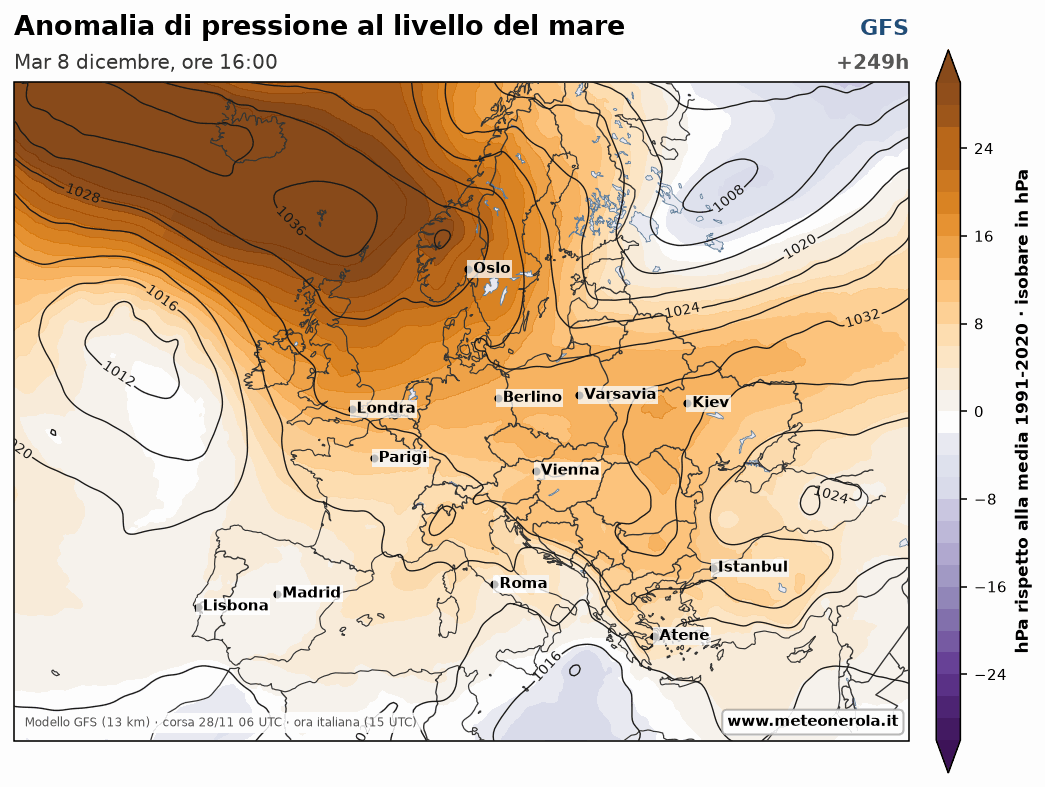 Anomalia di pressione al livello del mare
GFS
Mar 8 dicembre, ore 16:00
+249h
1028
1036
1008
1020
1016
1024
1032
1012
Oslo
Londra
Berlino
Varsavia
Kiev
Parigi
Vienna
1024
Istanbul
Roma
Madrid
Lisbona
Atene
1016
Modello GFS (13 km) · corsa 28/11 06 UTC · ora italiana (15 UTC)
www.meteonerola.it
24
16
8
0
−8
−16
−24
hPa rispetto alla media 1991-2020 · isobare in hPa